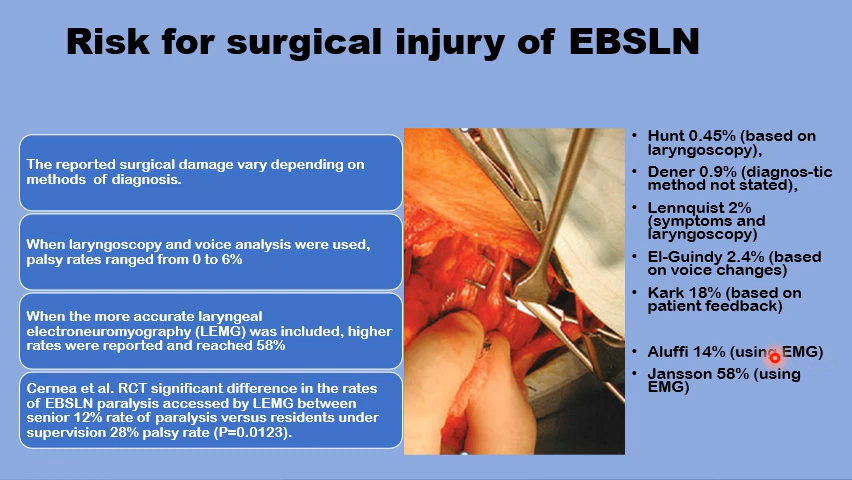 Risk for surgical injury of EBSLN
The reported surgical damage vary depending on
methods of diagnosis.
When laryngoscopy and voice analysis were used,
palsy rates ranged from 0 to 6%
When the more accurate laryngeal
electroneuromyography (LEMG) was included, higher
rates were reported and reached 58%
Cernea et al. RCT significant difference in the rates
of EBSLN paralysis accessed by LEMG between
senior 12% rate of paralysis versus residents under
supervision 28% palsy rate (P=0.0123).
• Hunt 0.45% (based on
laryngoscopy),
• Dener 0.9% (diagnos-tic
method not stated),
• Lennquist 2%
(symptoms and
laryngoscopy)
• El-Guindy 2.4% (based
on voice changes)
• Kark 18% (based on
patient feedback)
• Aluffi 14% (using EMG)
• Jansson 58% (using
EMG)